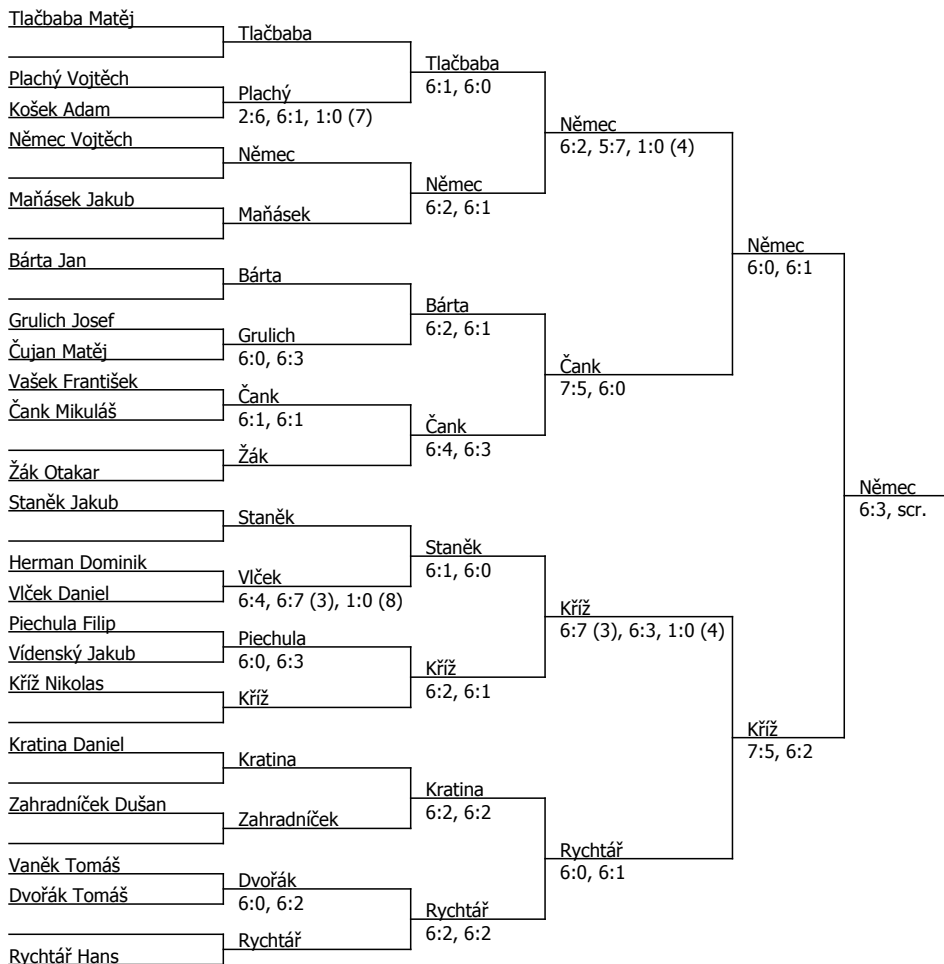 Tlačbaba Matěj
Tlačbaba
Tlačbaba
6:1, 6:0
Plachý Vojtěch
Plachý
2:6, 6:1, 1:0 (7)
Košek Adam
Němec
6:2, 5:7, 1:0 (4)
Němec Vojtěch
Němec
Němec
6:2, 6:1
Maňásek Jakub
Maňásek
Němec
6:0, 6:1
Bárta Jan
Bárta
Bárta
6:2, 6:1
Grulich Josef
Grulich
6:0, 6:3
Čujan Matěj
Čank
7:5, 6:0
Vašek František
Čank
6:1, 6:1
Čank Mikuláš
Čank
6:4, 6:3
Žák
Žák Otakar
Němec
6:3, scr.
Staněk Jakub
Staněk
Staněk
6:1, 6:0
Herman Dominik
Vlček
6:4, 6:7 (3), 1:0 (8)
Vlček Daniel
Kříž
6:7 (3), 6:3, 1:0 (4)
Piechula Filip
Piechula
6:0, 6:3
Vídenský Jakub
Kříž
6:2, 6:1
Kříž Nikolas
Kříž
Kříž
7:5, 6:2
Kratina Daniel
Kratina
Kratina
6:2, 6:2
Zahradníček Dušan
Zahradníček
Rychtář
6:0, 6:1
Vaněk Tomáš
Dvořák
6:0, 6:2
Dvořák Tomáš
Rychtář
6:2, 6:2
Rychtář
Rychtář Hans